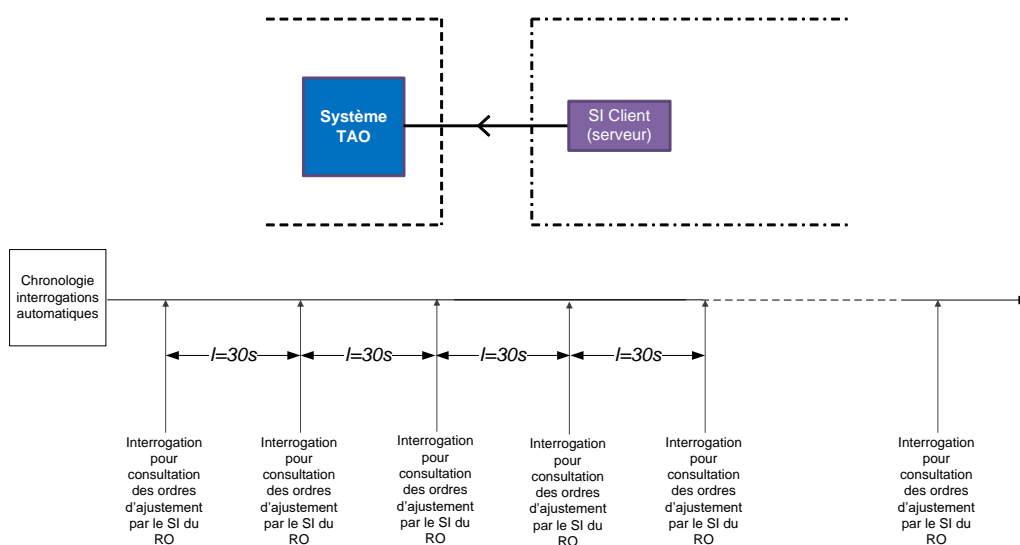 Système
TAO
SI Client
(serveur)
Chronologie
interrogations
automatiques
I=30s
I=30s
I=30s
I=30s
Interrogation
pour
consultation
des ordres
d'ajustement
par le SI du
RO
Interrogation
pour
consultation
des ordres
d'ajustement
par le SI du
RO
Interrogation
pour
consultation
des ordres
d'ajustement
par le SI du
RO
Interrogation
pour
consultation
des ordres
d'ajustement
par le SI du
RO
Interrogation
pour
consultation
des ordres
d'ajustement
par le SI du
RO
Interrogation
pour
consultation
des ordres
d'ajustement
par le SI du
RO